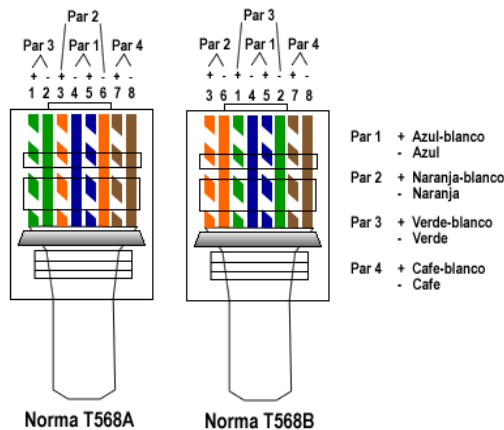 Par 2
Par 3 Par 1 Par 4
+ - + - + - + -
1 2 3 4 5 6 7 8
Norma T568A
Par 3
Par 2 Par 1 Par 4
+ - + - + - + -
3 6 1 4 5 2 7 8
Norma T568B
Par 1 + Azul-blanco
- Azul
Par 2 + Naranja-blanco
- Naranja
Par 3 + Verde-blanco
- Verde
Par 4 + Cafe-blanco
- Cafe